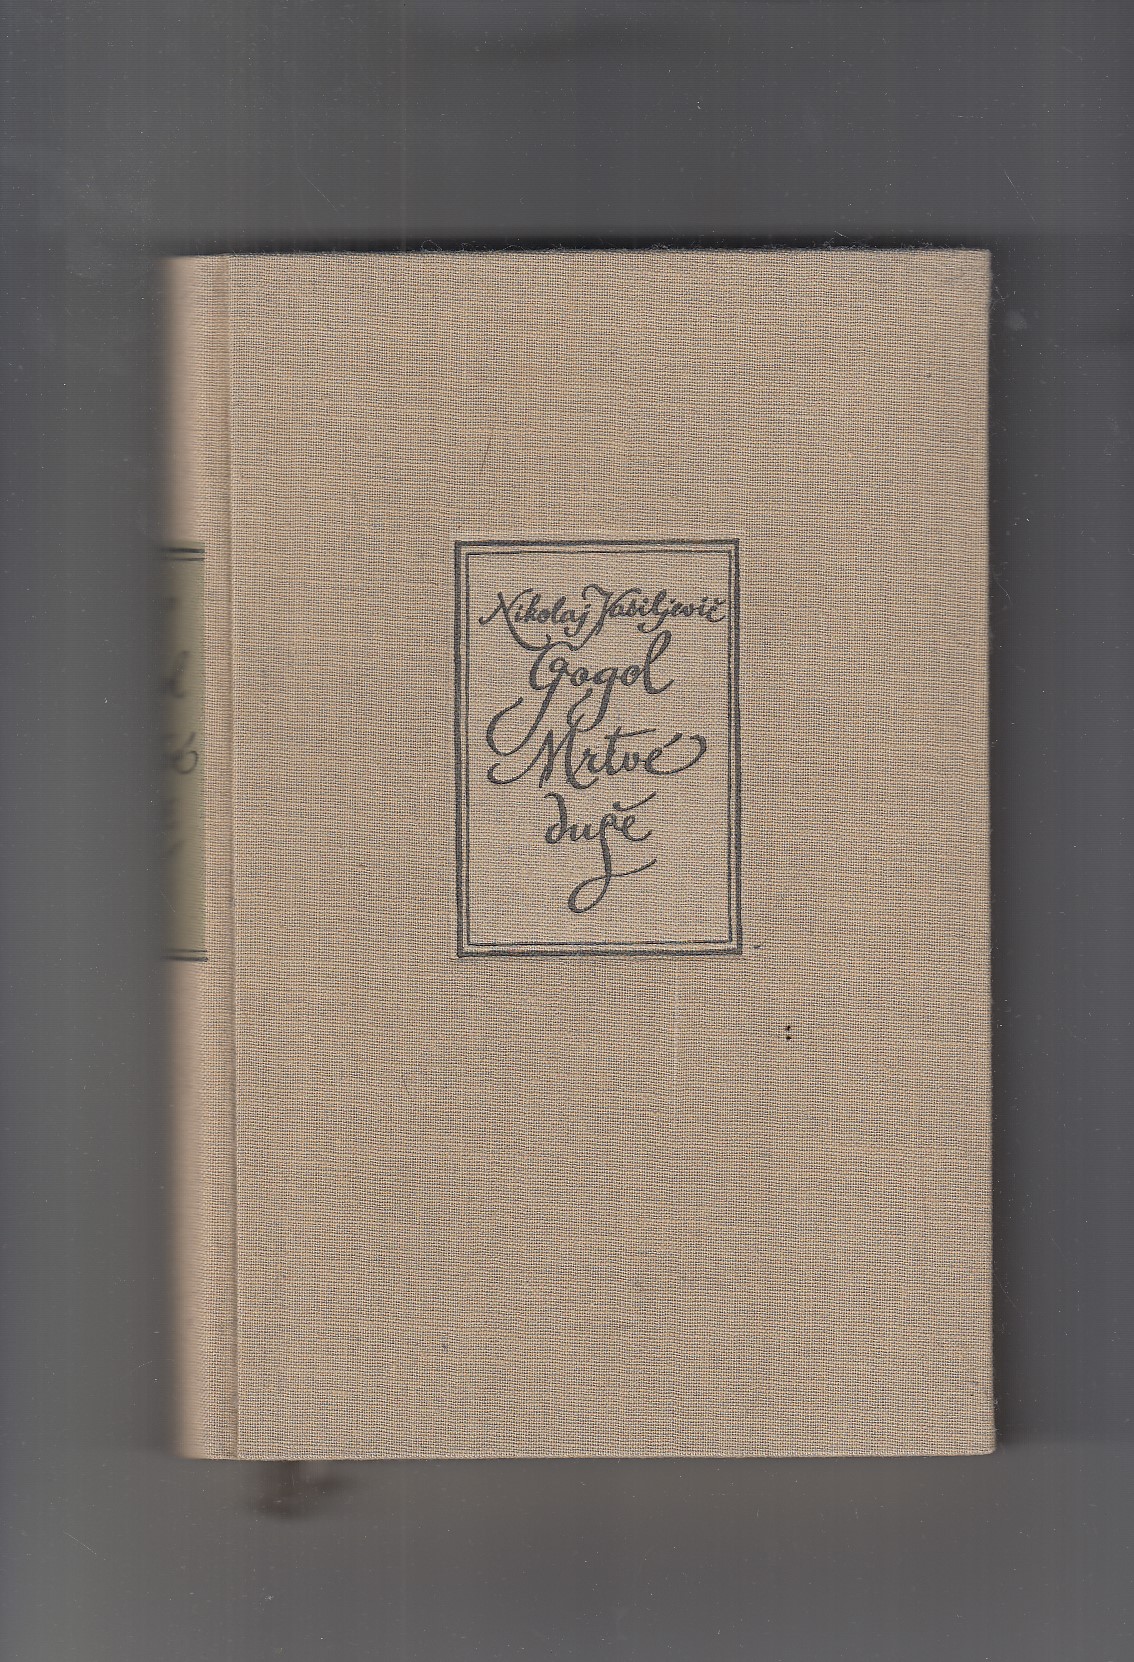 Nikolaj Vasiljevič
Gogol
Mrtvé
duše